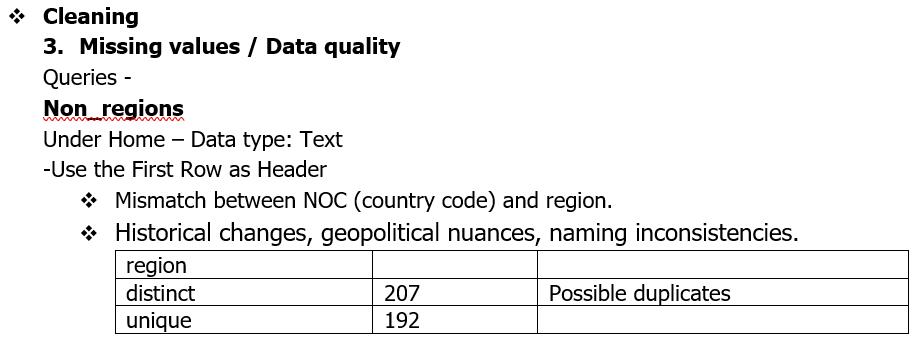 ❖ Cleaning
3. Missing values / Data quality
Queries -
Non_regions
Under Home – Data type: Text
-Use the First Row as Header
❖ Mismatch between NOC (country code) and region.
❖ Historical changes, geopolitical nuances, naming inconsistencies.
region
distinct 207 Possible duplicates
unique 192